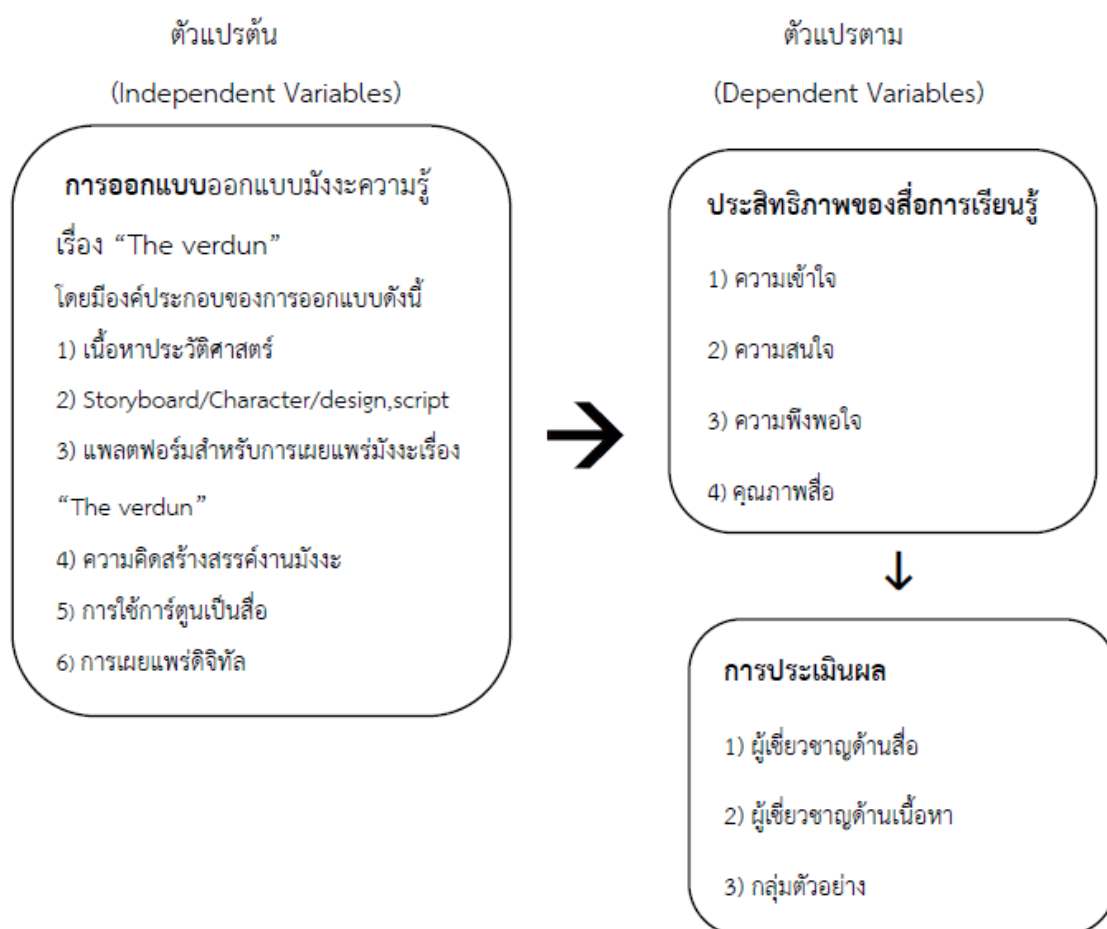 ตัวแปรต้น
(Independent Variables)
การออกแบบออกแบบมังงะความรู้
เรื่อง “The verdun”
โดยมีองค์ประกอบของการออกแบบดังนี้
1) เนื้อหาประวัติศาสตร์
2) Storyboard/Character/design,script
3) แพลตฟอร์มสำหรับการเผยแพร่มังงะเรื่อง
“The verdun”
4) ความคิดสร้างสรรค์งานมังงะ
5) การใช้การ์ตูนเป็นสื่อ
6) การเผยแพร่ดิจิทัล
ตัวแปรตาม
(Dependent Variables)
ประสิทธิภาพของสื่อการเรียนรู้
1) ความเข้าใจ
2) ความสนใจ
3) ความพึงพอใจ
4) คุณภาพสื่อ
การประเมินผล
1) ผู้เชี่ยวชาญด้านสื่อ
2) ผู้เชี่ยวชาญด้านเนื้อหา
3) กลุ่มตัวอย่าง